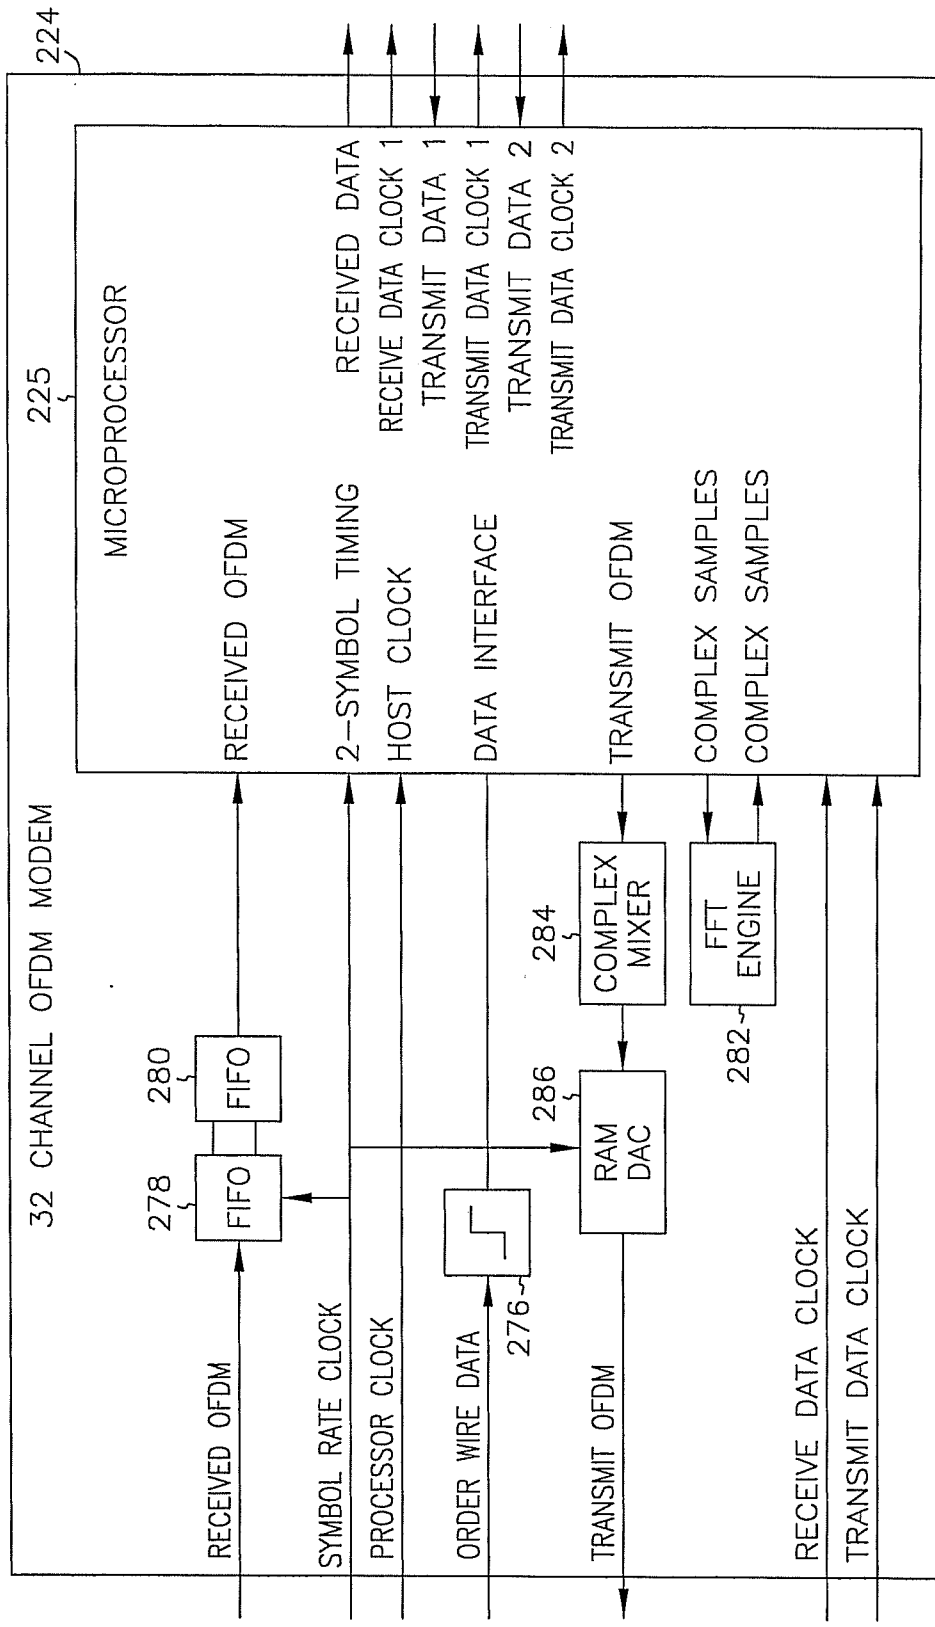 224
32 CHANNEL OFDM MODEM
225
MICROPROCESSOR
RECEIVED OFDM
278
FIFO
280
FIFO
RECEIVED OFDM
SYMBOL RATE CLOCK
2-SYMBOL TIMING
RECEIVED DATA
PROCESSOR CLOCK
HOST CLOCK
RECEIVE DATA CLOCK 1
TRANSMIT DATA 1
ORDER WIRE DATA
276
DATA INTERFACE
TRANSMIT DATA CLOCK 1
TRANSMIT DATA 2
TRANSMIT DATA CLOCK 2
TRANSMIT OFDM
286
RAM
DAC
284
COMPLEX
MIXER
TRANSMIT OFDM
282
FFT
ENGINE
COMPLEX SAMPLES
COMPLEX SAMPLES
RECEIVE DATA CLOCK
TRANSMIT DATA CLOCK